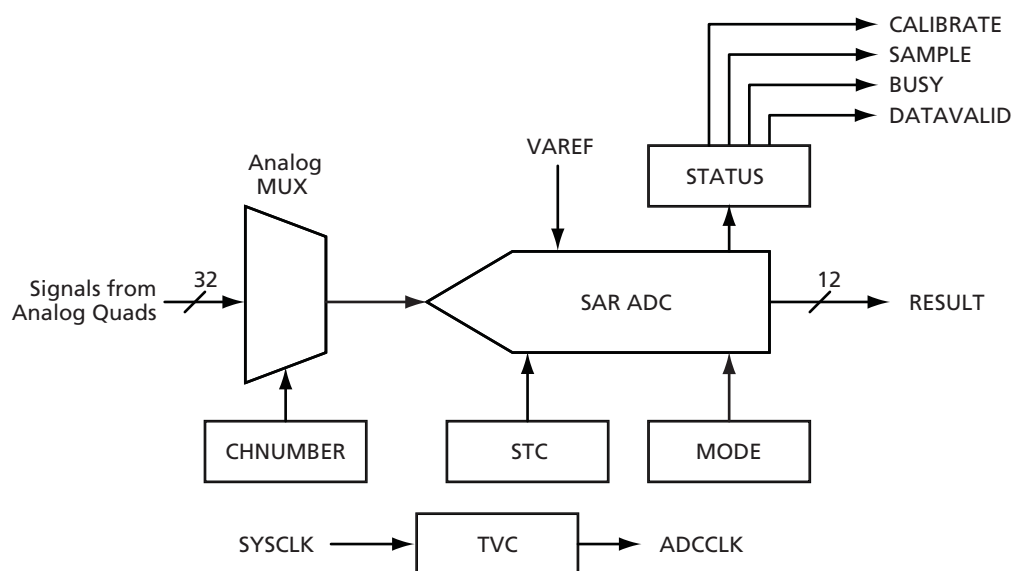 CALIBRATE
SAMPLE
BUSY
DATAVALID
VAREF
STATUS
Analog
MUX
32
Signals from
Analog Quads
SAR ADC
12
RESULT
CHNUMBER
STC
MODE
SYSCLK
TVC
ADCCLK